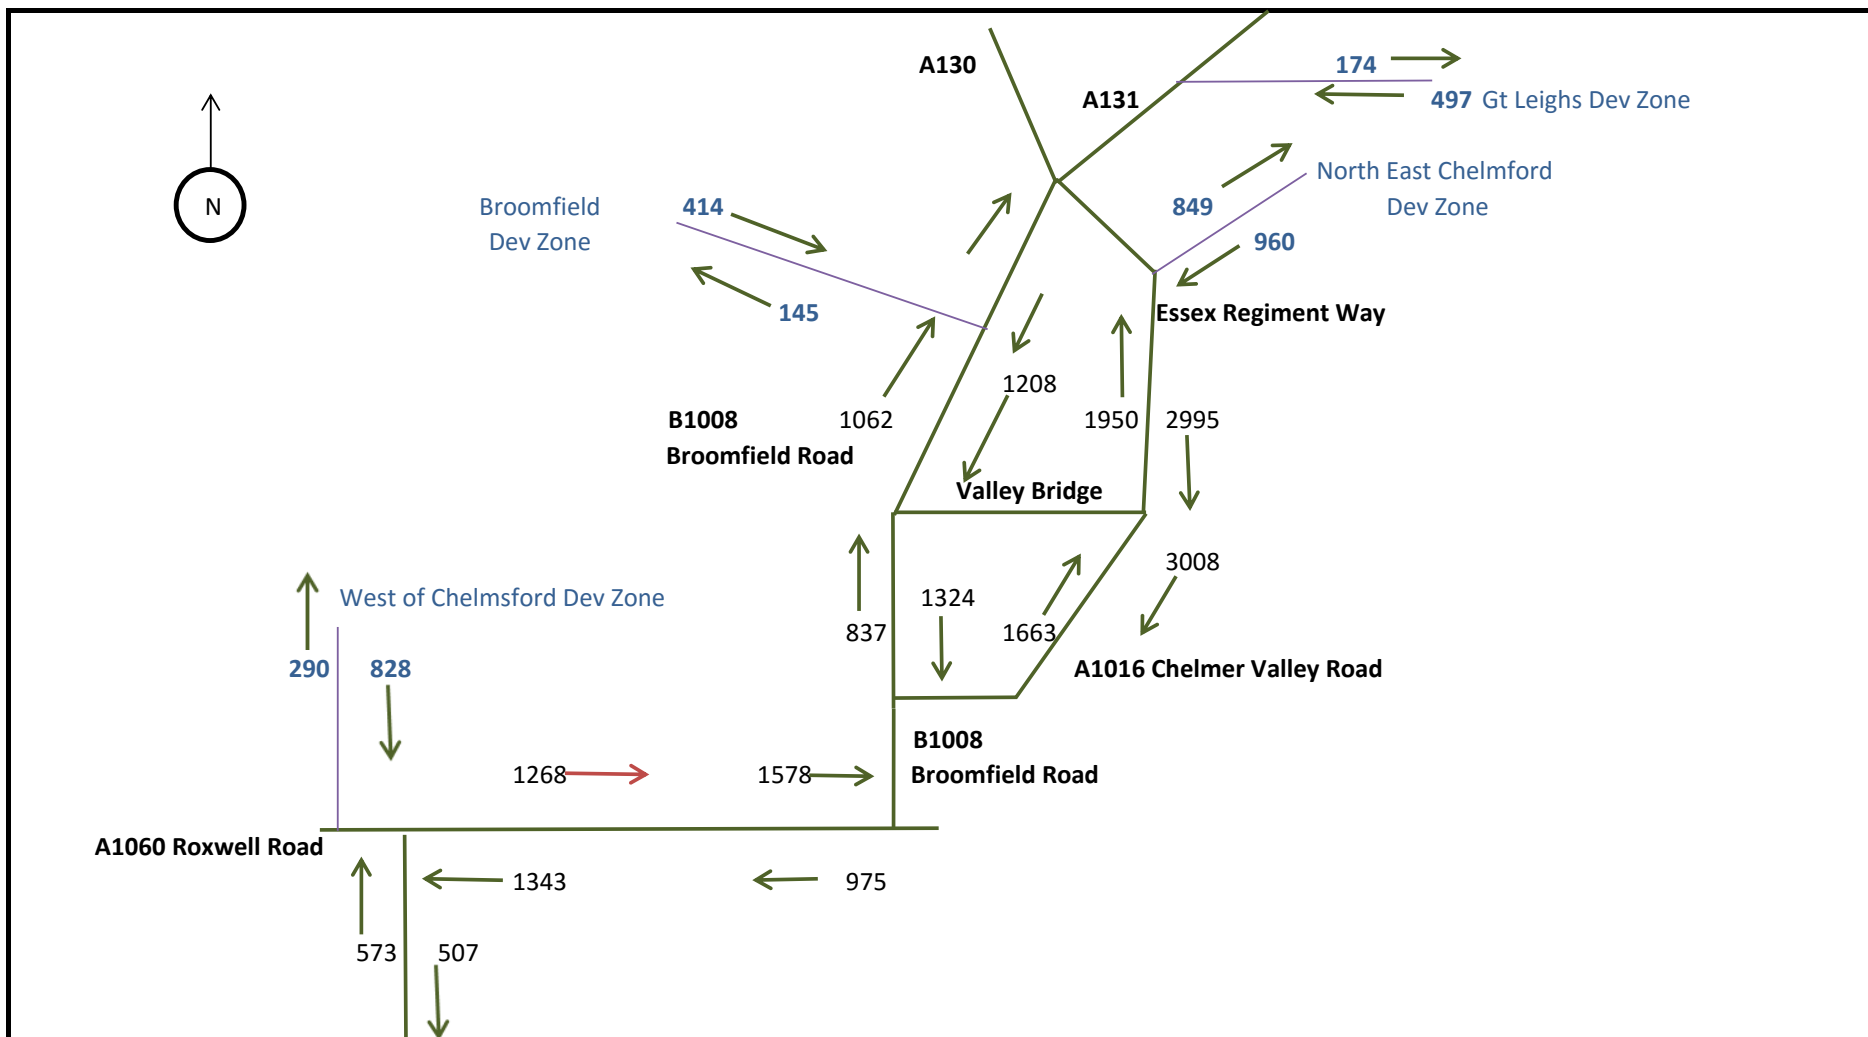 A130
174
A131
497 Gt Leighs Dev Zone
North East Chelmford
Dev Zone
Broomfield
Dev Zone
414
849
N
960
145
Essex Regiment Way
1208
B1008
Broomfield Road
1062
1950
2995
Valley Bridge
3008
West of Chelmsford Dev Zone
1324
837
1663
290
828
A1016 Chelmer Valley Road
B1008
Broomfield Road
1268
1578
A1060 Roxwell Road
1343
975
573
507